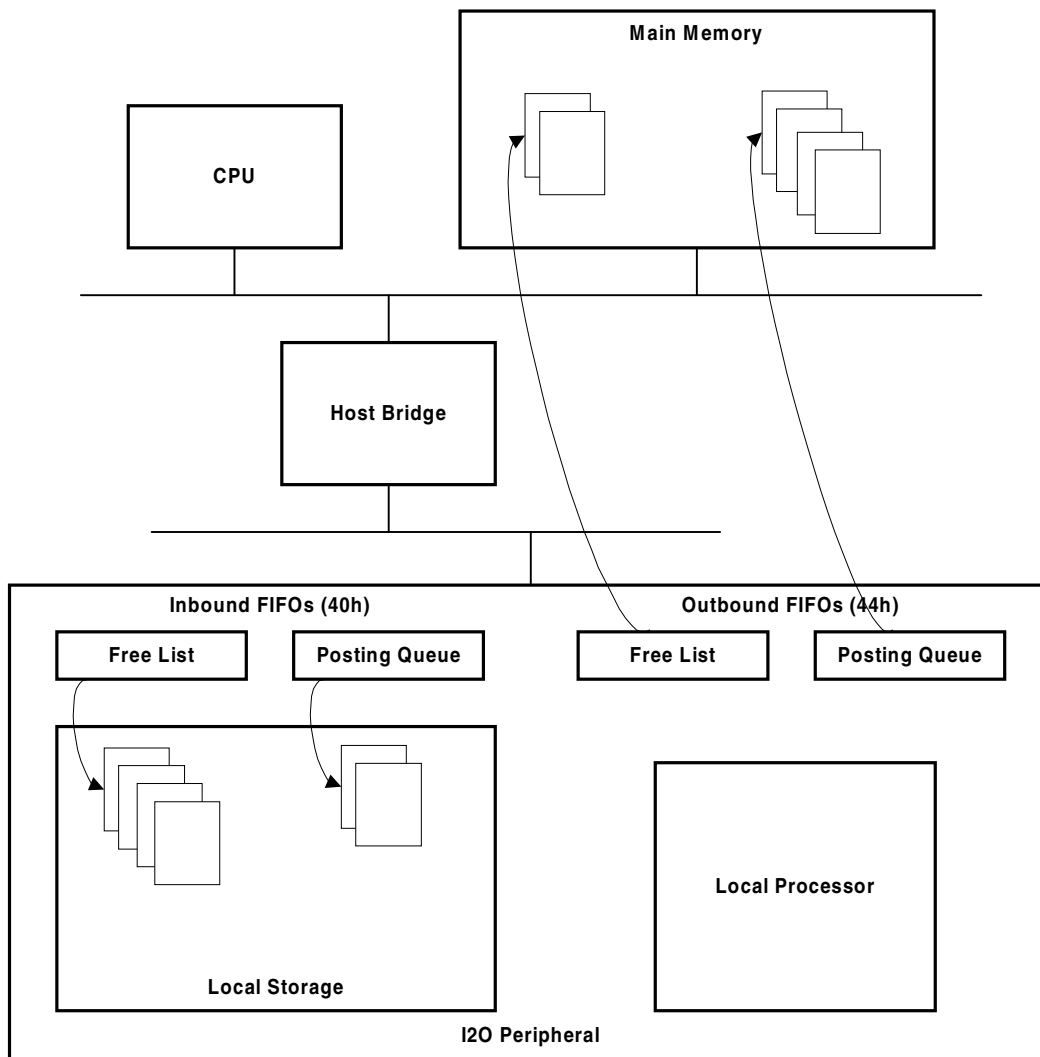 Main Memory
CPU
Host Bridge
Inbound FIFOs (40h)
Outbound FIFOs (44h)
Free List
Posting Queue
Free List
Posting Queue
Local Processor
Local Storage
I2O Peripheral